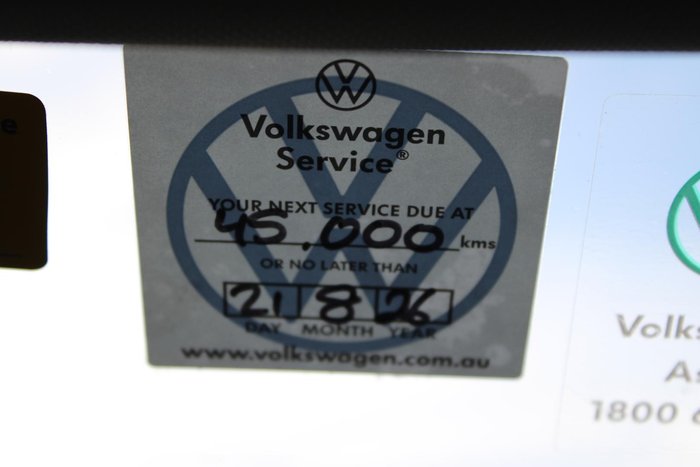 Volkswagen
Service®
YOUR NEXT SERVICE DUE AT
45.000 kms
OR NO LATER THAN
21 8 26
DAY MONTH YEAR
www.volkswagen.com.au
1800